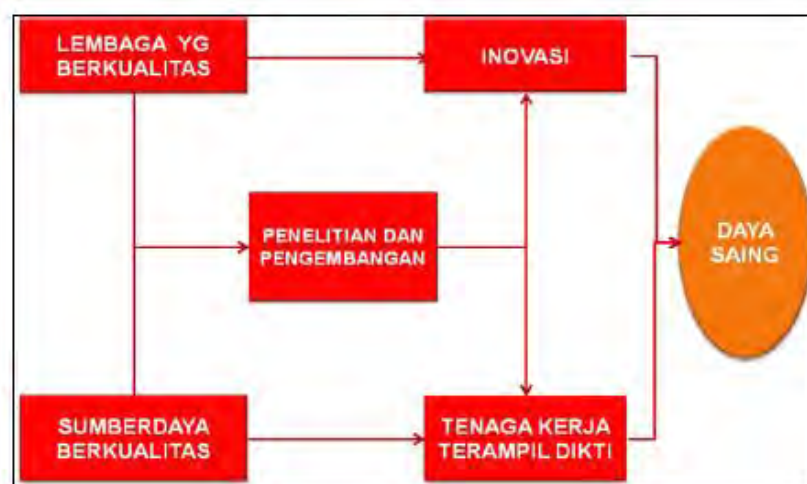 LEMBAGA YG
BERKUALITAS
INOVASI
PENELITIAN DAN
PENGEMBANGAN
DAYA
SAING
SUMBERDAYA
BERKUALITAS
TENAGA KERJA
TERAMPIL DIKTI